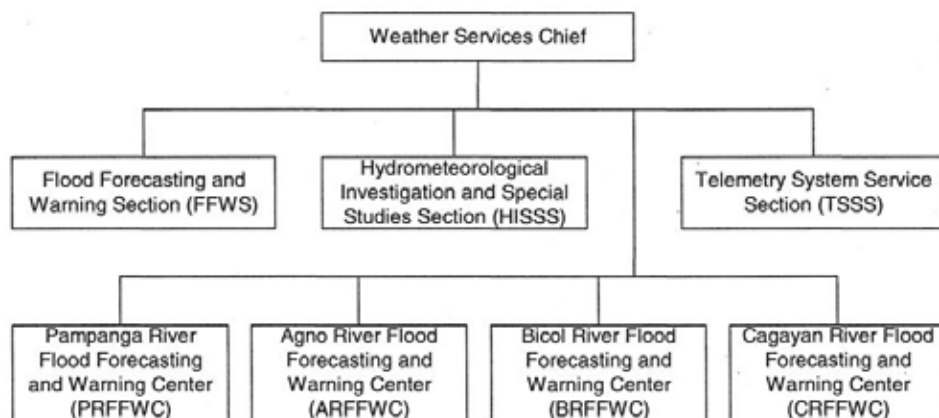 Weather Services Chief
Flood Forecasting and
Warning Section (FFWS)
Hydrometeorological
Investigation and Special
Studies Section (HISSS)
Telemetry System Service
Section (TSSS)
Pampanga River
Flood Forecasting
and Warning Center
(PRFFWC)
Agno River Flood
Forecasting and
Warning Center
(ARFFWC)
Bicol River Flood
Forecasting and
Warning Center
(BRFFWC)
Cagayan River Flood
Forecasting and
Warning Center
(CRFFWC)